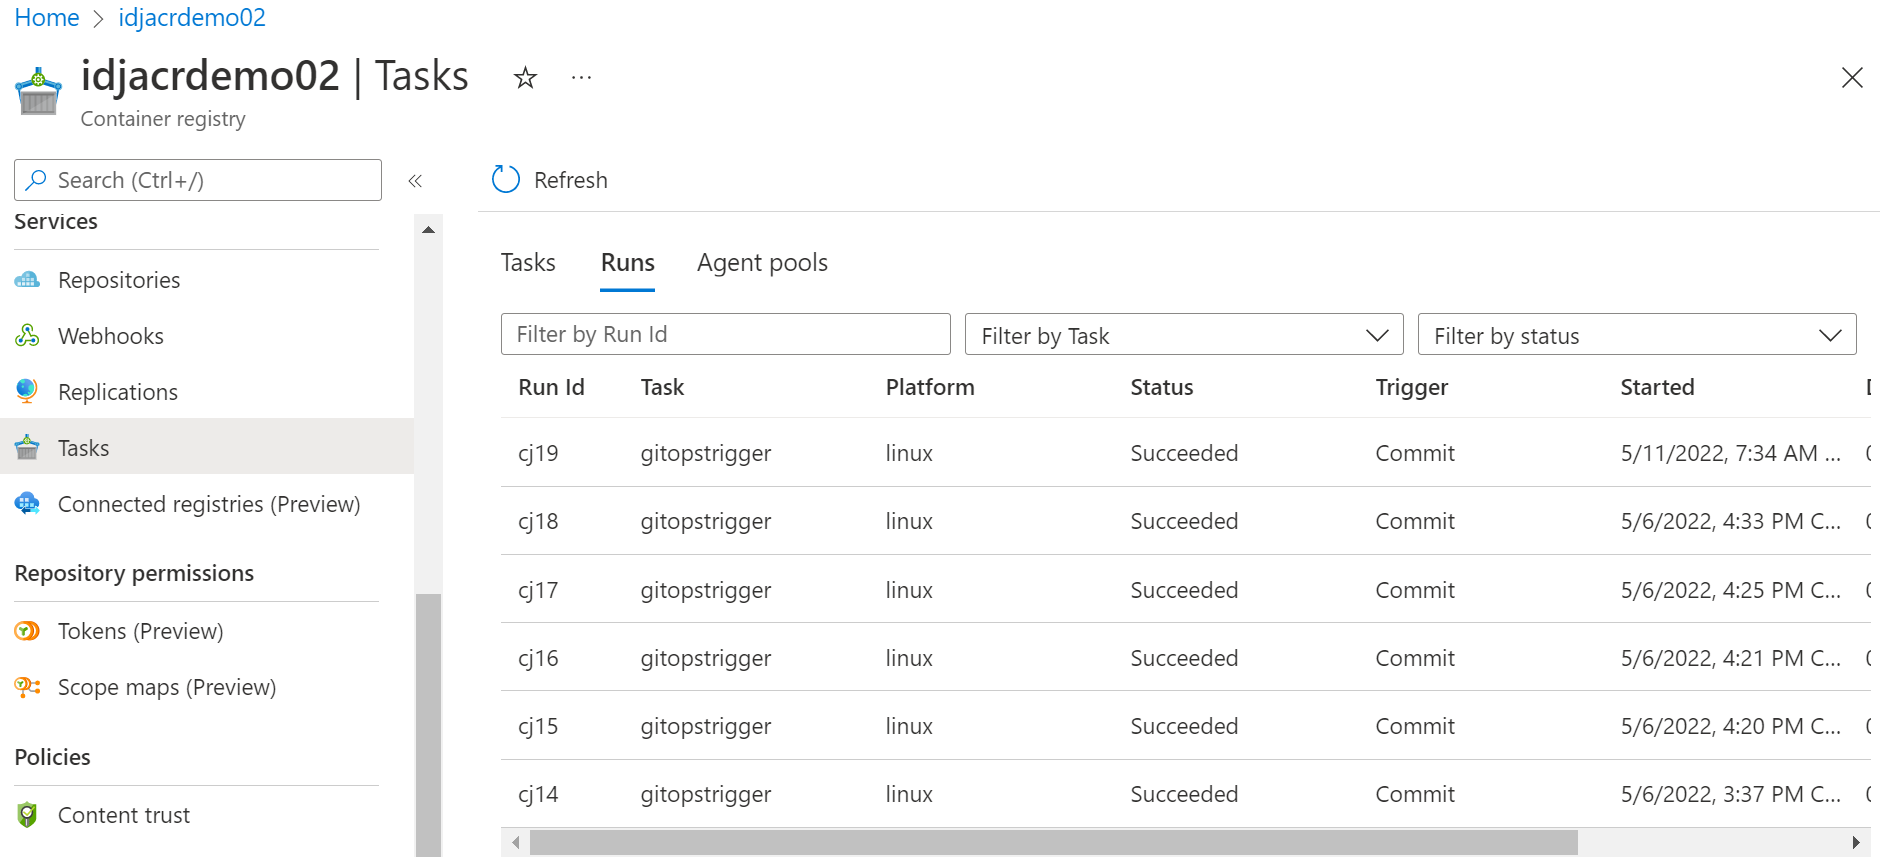 Home > idjacrdemo02
idjacrdemo02 | Tasks ...
Container registry
Search (Ctrl+/)
«
Services
Repositories
Webhooks
Replications
Tasks
Connected registries (Preview)
Repository permissions
Tokens (Preview)
Scope maps (Preview)
Policies
Content trust
Refresh
Tasks Runs Agent pools
Filter by Run Id Filter by Task Filter by status
Run Id Task Platform Status Trigger Started
cj19 gitopstrigger linux Succeeded Commit 5/11/2022, 7:34 AM ...
cj18 gitopstrigger linux Succeeded Commit 5/6/2022, 4:33 PM C...
cj17 gitopstrigger linux Succeeded Commit 5/6/2022, 4:25 PM C...
cj16 gitopstrigger linux Succeeded Commit 5/6/2022, 4:21 PM C...
cj15 gitopstrigger linux Succeeded Commit 5/6/2022, 4:20 PM C...
cj14 gitopstrigger linux Succeeded Commit 5/6/2022, 3:37 PM C...